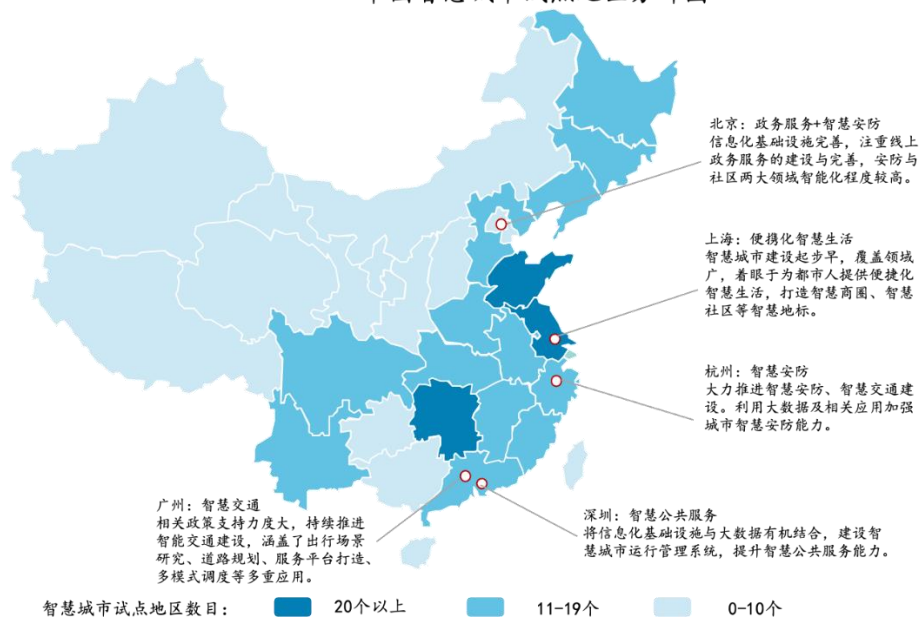 北京：政务服务+智慧安防
信息化基础设施完善，注重线上
政务服务的建设与完善，安防与
社区两大领域智能化程度较高。
上海：便携化智慧生活
智慧城市建设起步早，覆盖领域
广，着眼于为都市人提供便捷化
智慧生活，打造智慧商圈、智慧
社区等智慧地标。
杭州：智慧安防
大力推进智慧安防、智慧交通建
设。利用大数据及相关应用加强
城市智慧安防能力。
广州：智慧交通
相关政策支持力度大，持续推进
智能交通建设，涵盖了出行场景
研究、道路规划、服务平台打造、
多模式调度等多重应用。
深圳：智慧公共服务
将信息化基础设施与大数据有机结合，建设智
慧城市运行管理系统，提升智慧公共服务能力。
智慧城市试点地区数目： 20个以上 11-19个 0-10个